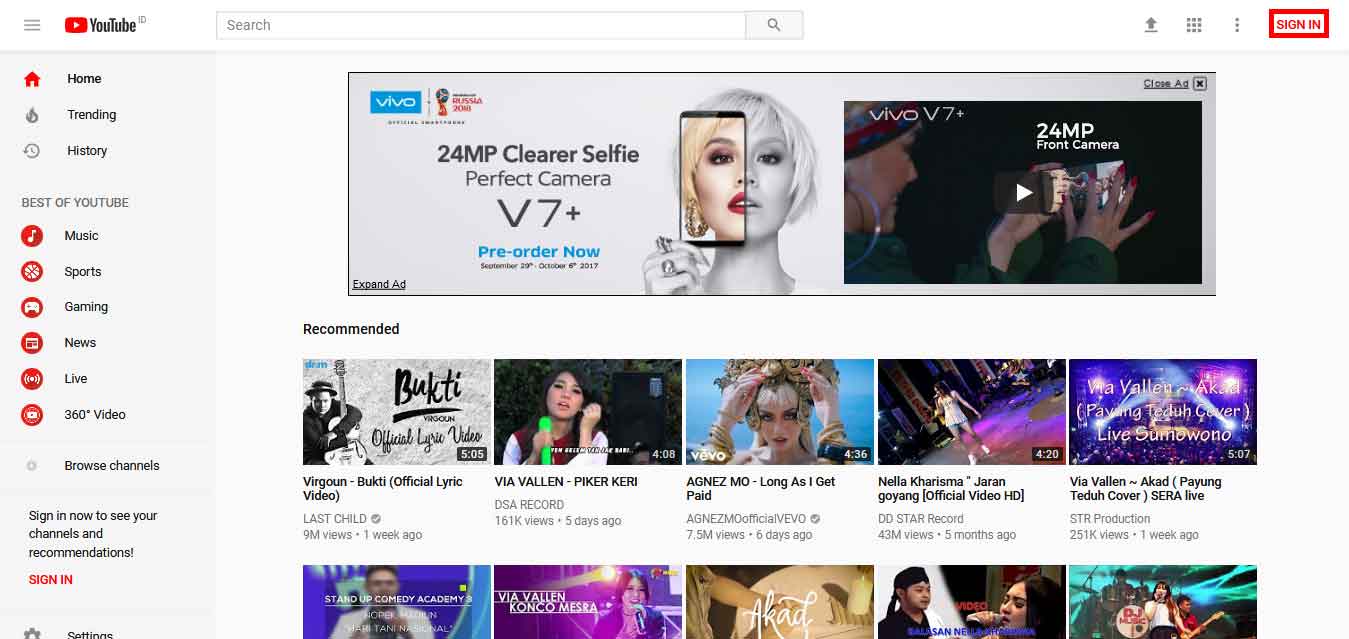 YouTube ID
Search
SIGN IN
Home
Trending
History
BEST OF YOUTUBE
Music
Sports
Gaming
News
Live
360° Video
Browse channels
Sign in now to see your
channels and
recommendations!
SIGN IN
Settings
Close Ad
vivo
RUSSIA
2018
OFFICIAL SMARTPHONE
24MP Clearer Selfie
Perfect Camera
V7+
Pre-order Now
September 29th - October 6th 2017
Expand Ad
vivo V7+
24MP
Front Camera
Recommended
Bukti
VIRGOUN
Official Lyric Video
5:05
Virgoun - Bukti (Official Lyric
Video)
LAST CHILD
9M views • 1 week ago
4:08
VIA VALLEN - PIKER KERI
DSA RECORD
161K views • 5 days ago
vevo
4:36
AGNEZ MO - Long As I Get
Paid
AGNEZMOofficialVEVO
7.5M views • 6 days ago
4:20
Nella Kharisma " Jaran
goyang [Official Video HD]
DD STAR Record
43M views • 5 months ago
Via Vallen ~ Akad
( Payung Teduh Cover )
Live Sumowono
5:07
Via Vallen ~ Akad ( Payung
Teduh Cover ) SERA live
STR Production
251K views • 1 week ago
STAND UP COMEDY ACADEMY 3
"HARI TANI NASIONAL"
VIA VALLEN
KONCO MESRA
Akad
VIDEO
BALASAN NELLA KHARISMA
DJ
MUSIC